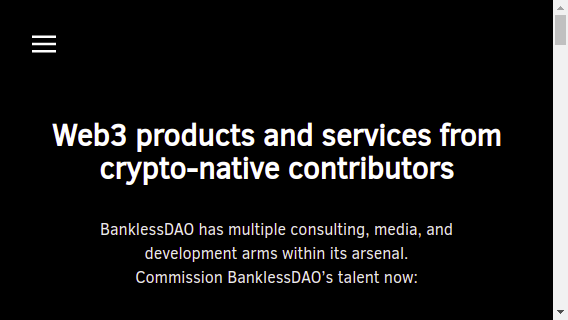 Web3 products and services from
crypto-native contributors
BanklessDAO has multiple consulting, media, and
development arms within its arsenal.
Commission BanklessDAO's talent now: